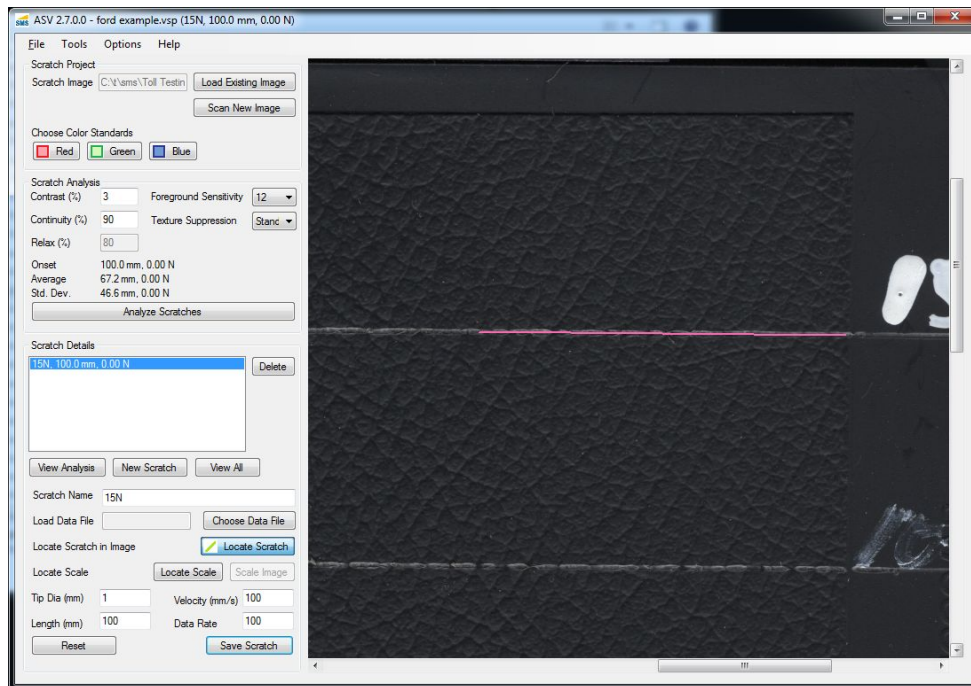 ASV 2.7.0.0 - ford example.vsp (15N, 100.0 mm, 0.00 N)
File Tools Options Help
Scratch Project
Scratch Image C:\t\sms\Toll Testin Load Existing Image
Scan New Image
Choose Color Standards
Red Green Blue
Scratch Analysis
Contrast (%) 3 Foreground Sensitivity 12
Continuity (%) 90 Texture Suppression Stanc
Relax (%) 80
Onset 100.0 mm, 0.00 N
Average 67.2 mm, 0.00 N
Std. Dev. 46.6 mm, 0.00 N
Analyze Scratches
Scratch Details
15N, 100.0 mm, 0.00 N Delete
View Analysis New Scratch View All
Scratch Name 15N
Load Data File Choose Data File
Locate Scratch in Image Locate Scratch
Locate Scale Locate Scale Scale Image
Tip Dia (mm) 1 Velocity (mm/s) 100
Length (mm) 100 Data Rate 100
Reset Save Scratch